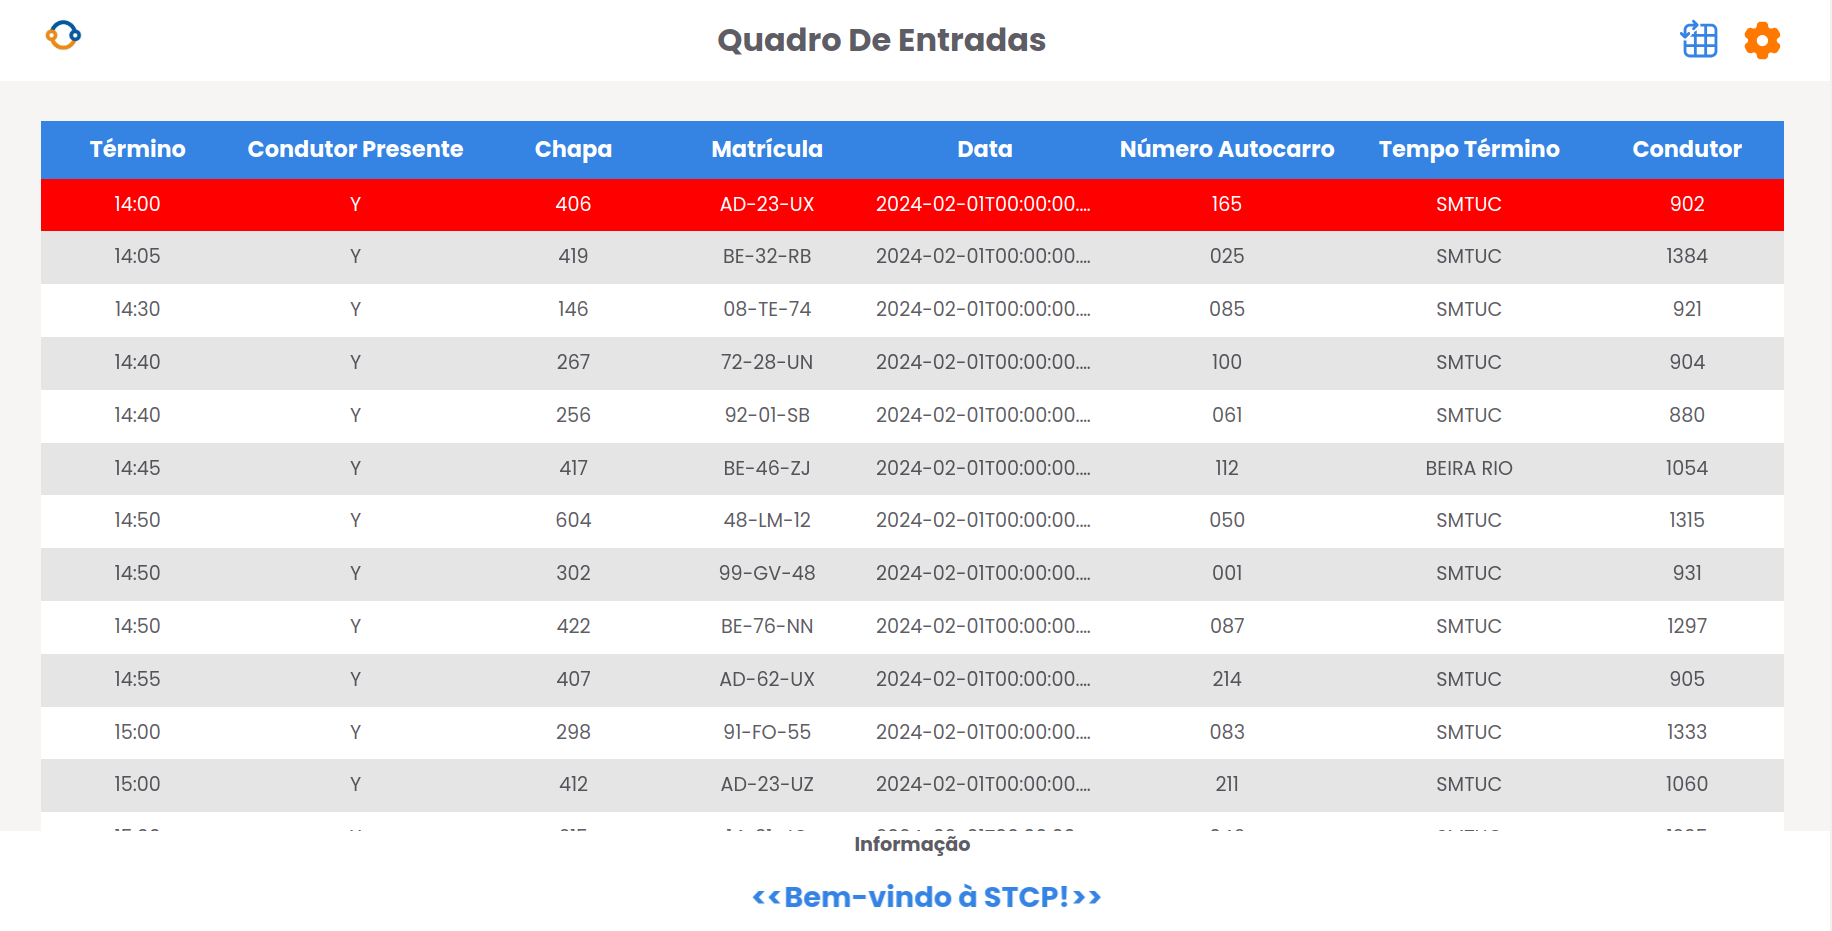 Quadro De Entradas
Término Condutor Presente Chapa Matrícula Data Número Autocarro Tempo Término Condutor
14:00 Y 406 AD-23-UX 2024-02-01T00:00:00.... 165 SMTUC 902
14:05 Y 419 BE-32-RB 2024-02-01T00:00:00.... 025 SMTUC 1384
14:30 Y 146 08-TE-74 2024-02-01T00:00:00.... 085 SMTUC 921
14:40 Y 267 72-28-UN 2024-02-01T00:00:00.... 100 SMTUC 904
14:40 Y 256 92-01-SB 2024-02-01T00:00:00.... 061 SMTUC 880
14:45 Y 417 BE-46-ZJ 2024-02-01T00:00:00.... 112 BEIRA RIO 1054
14:50 Y 604 48-LM-12 2024-02-01T00:00:00.... 050 SMTUC 1315
14:50 Y 302 99-GV-48 2024-02-01T00:00:00.... 001 SMTUC 931
14:50 Y 422 BE-76-NN 2024-02-01T00:00:00.... 087 SMTUC 1297
14:55 Y 407 AD-62-UX 2024-02-01T00:00:00.... 214 SMTUC 905
15:00 Y 298 91-FO-55 2024-02-01T00:00:00.... 083 SMTUC 1333
15:00 Y 412 AD-23-UZ 2024-02-01T00:00:00.... 211 SMTUC 1060
Informação
<<Bem-vindo à STCP!>>